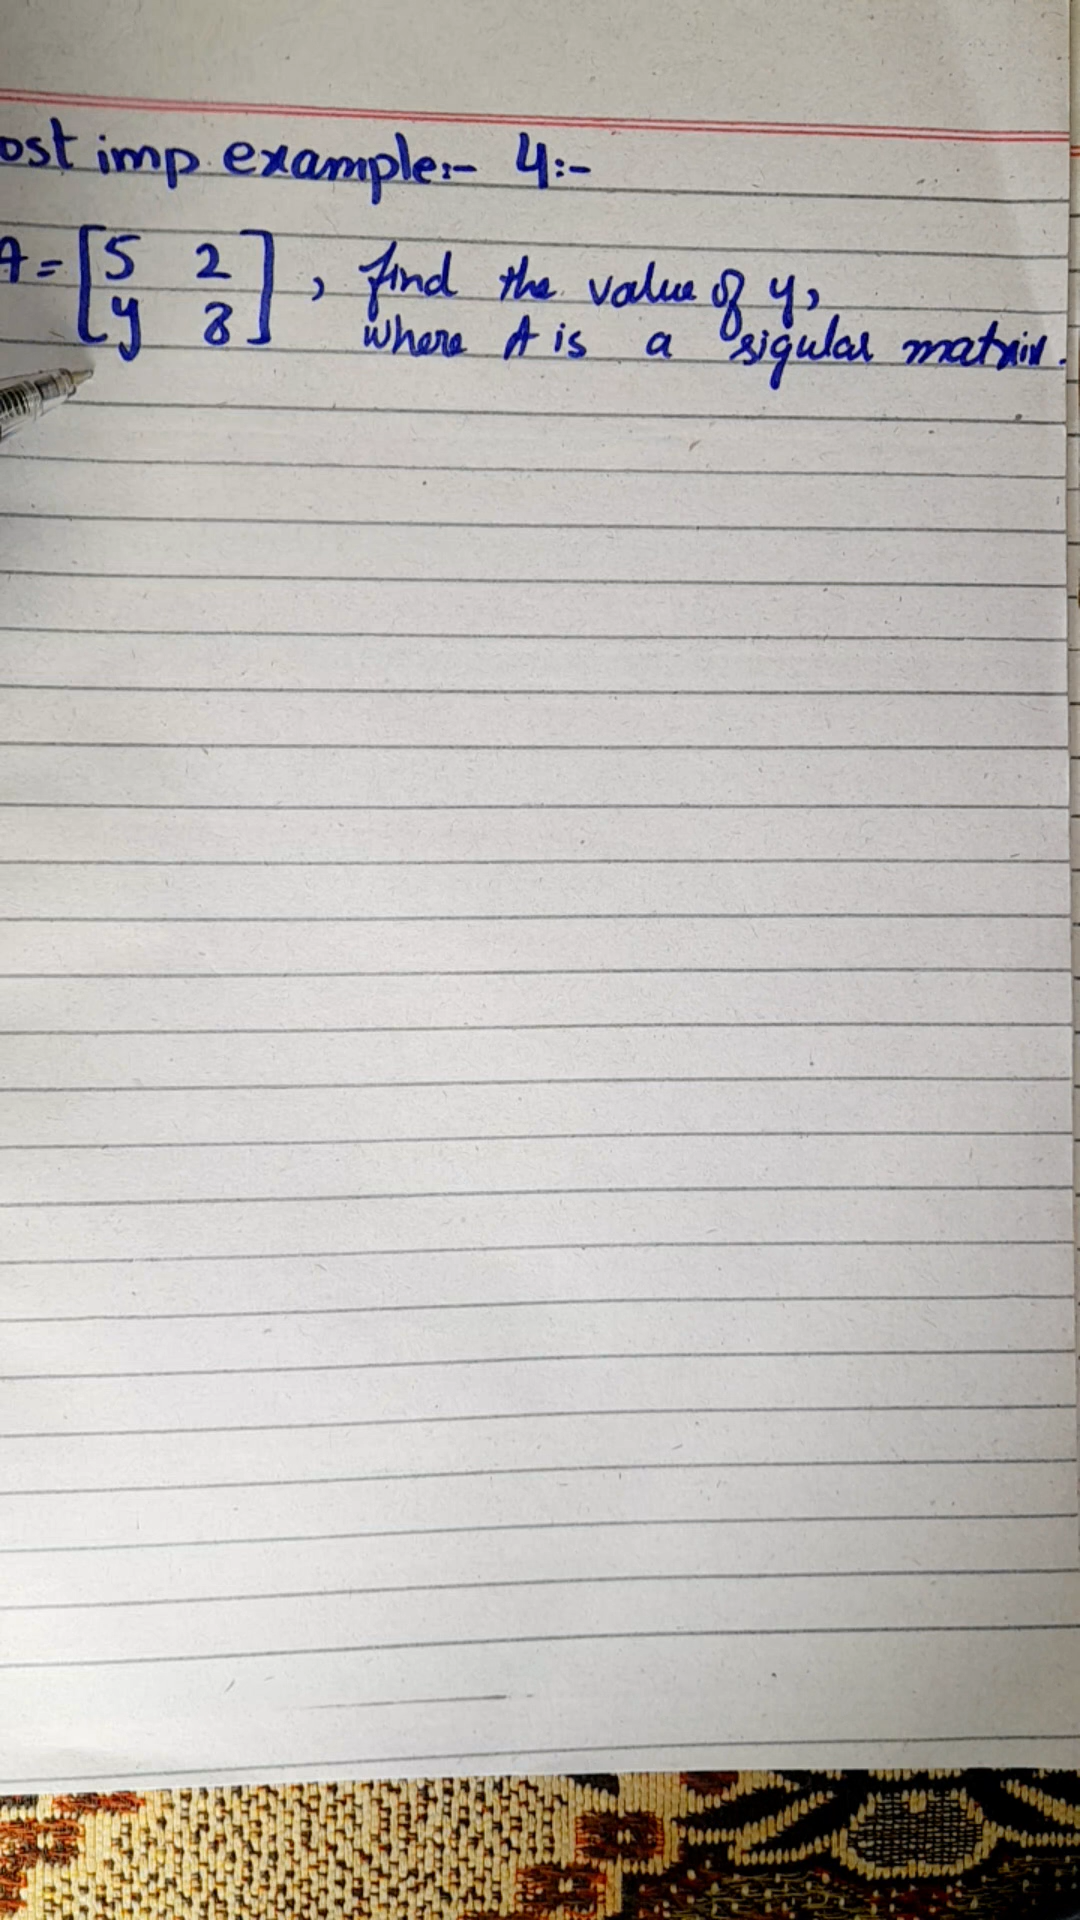 ost imp. example:- 4:-
A = [5 2
y 8], find the value of y,
where A is a sigular matrix.